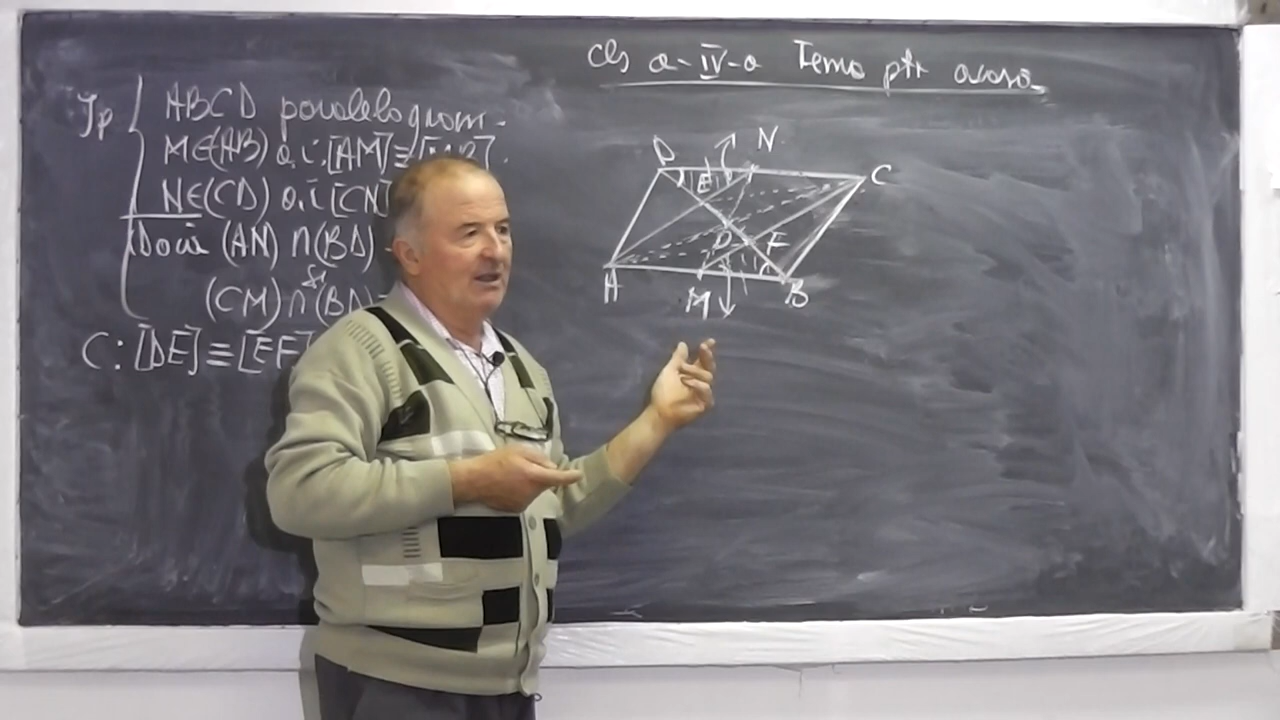 cls a-IV-a Temă ptr acasă
Ip ABCD paralelogram.
M∈(AB) a.î. [AM]≡[MB].
N∈(CD) a.î [CN]
Dacă (AN) ∩(BD)
&
(CM) ∩ (BD
C: [DE]≡[EF]
D N C
E
O F
A M B